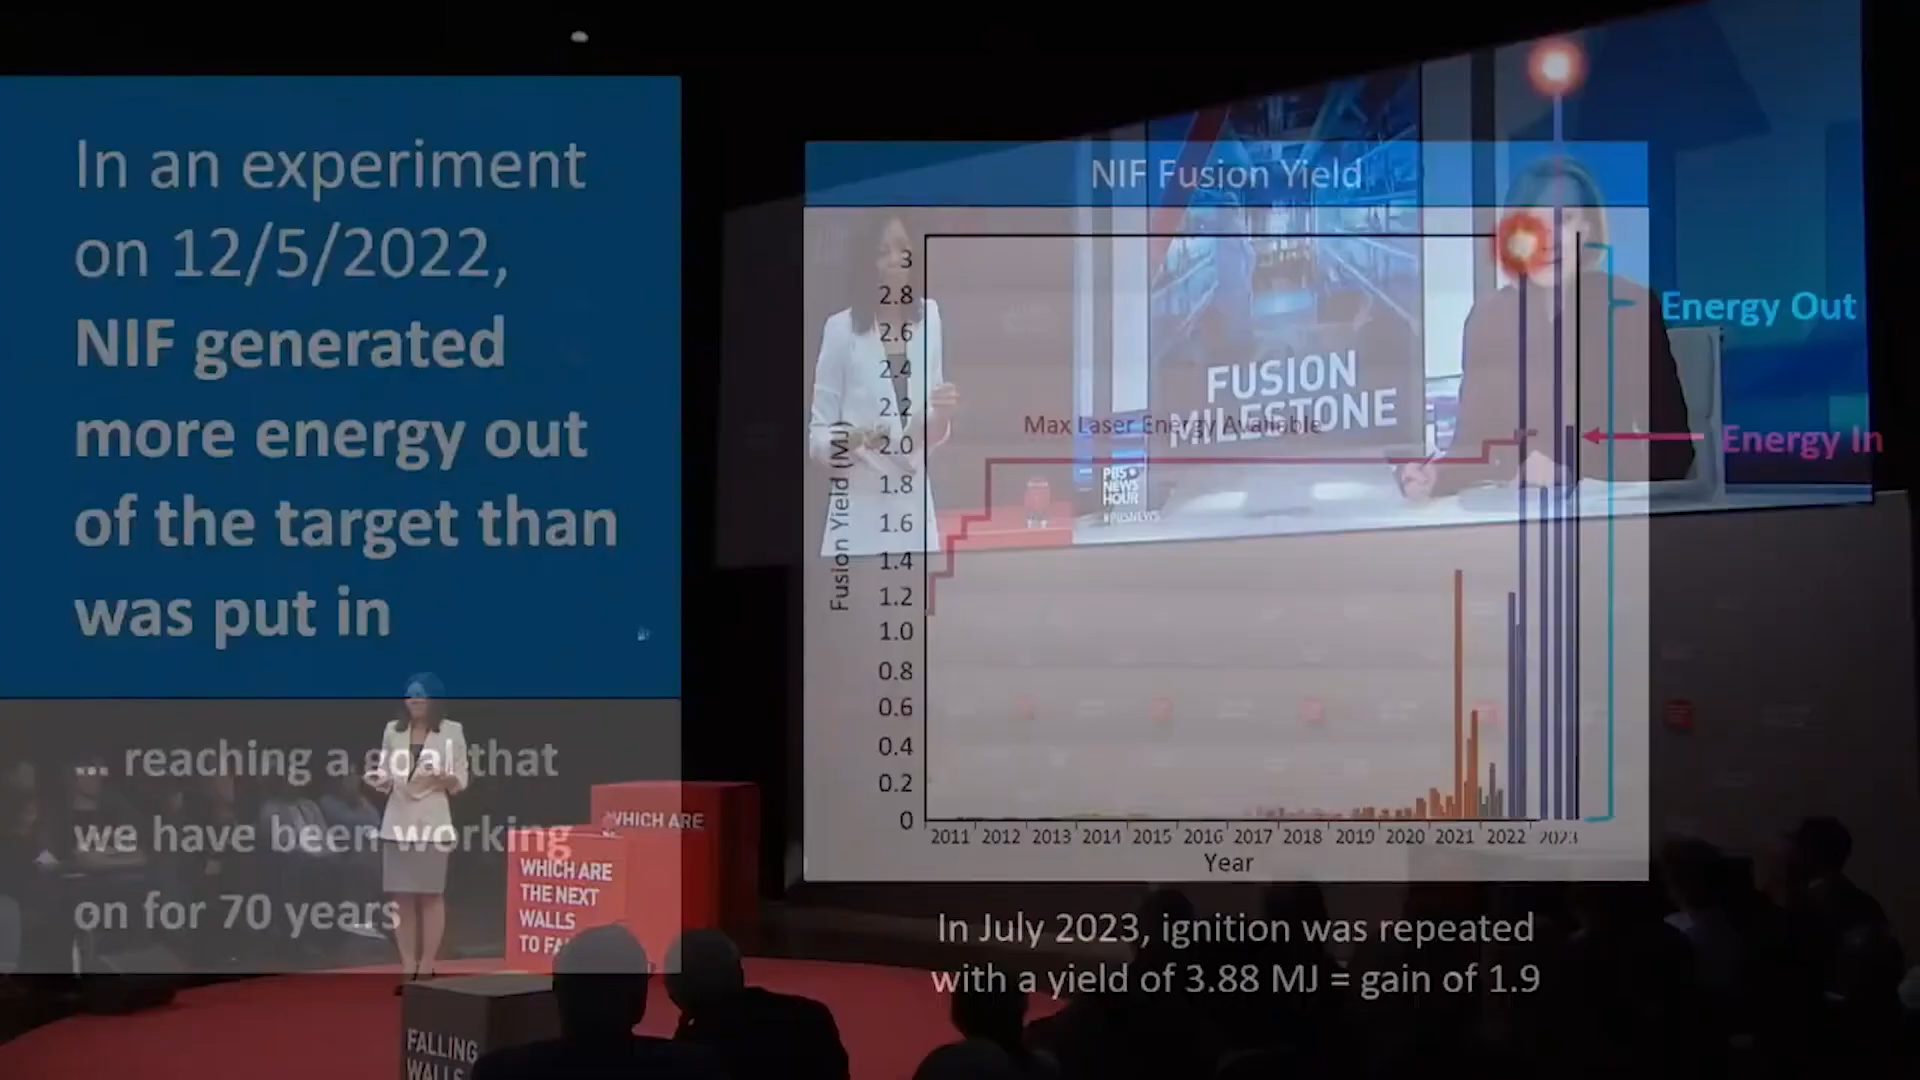 In an experiment
on 12/5/2022,
NIF generated
more energy out
of the target than
was put in
... reaching a goal that
we have been working
on for 70 years
NIF Fusion Yield
3
2.8
2.6
2.4
2.2
2.0
1.8
1.6
1.4
1.2
1.0
0.8
0.6
0.4
0.2
0
Fusion Yield (MJ)
Max Laser Energy Available
2011 2012 2013 2014 2015 2016 2017 2018 2019 2020 2021 2022 2023
Year
Energy Out
Energy In
In July 2023, ignition was repeated
with a yield of 3.88 MJ = gain of 1.9
FUSION
MILESTONE
PBS
NEWS
HOUR
#PBSNEWS
WHICH ARE
WHICH ARE
THE NEXT
WALLS
TO FA
FALLING
WALLS